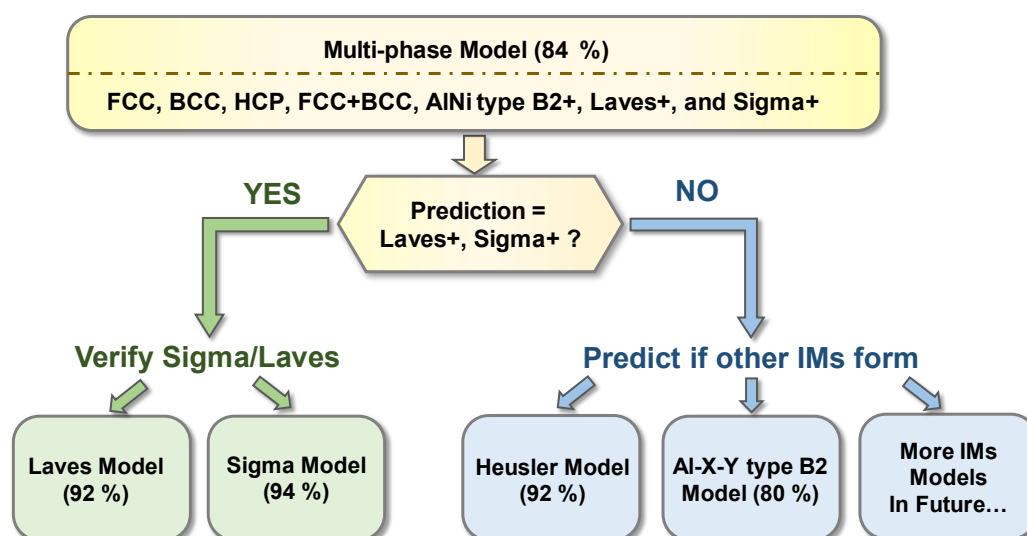 Multi-phase Model (84 %)
FCC, BCC, HCP, FCC+BCC, AlNi type B2+, Laves+, and Sigma+
YES
Prediction =
Laves+, Sigma+ ?
NO
Verify Sigma/Laves
Predict if other IMs form
Laves Model
(92 %)
Sigma Model
(94 %)
Heusler Model
(92 %)
Al-X-Y type B2
Model (80 %)
More IMs
Models
In Future…